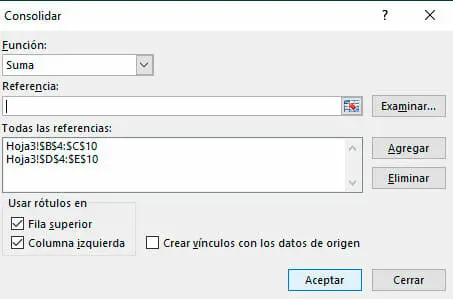 Consolidar
? ×
Función:
Suma
Referencia:
Examinar...
Todas las referencias:
Hoja3!$B$4:$C$10
Hoja3!$D$4:$E$10
Agregar
Eliminar
Usar rótulos en
Fila superior
Columna izquierda
Crear vínculos con los datos de origen
Aceptar
Cerrar